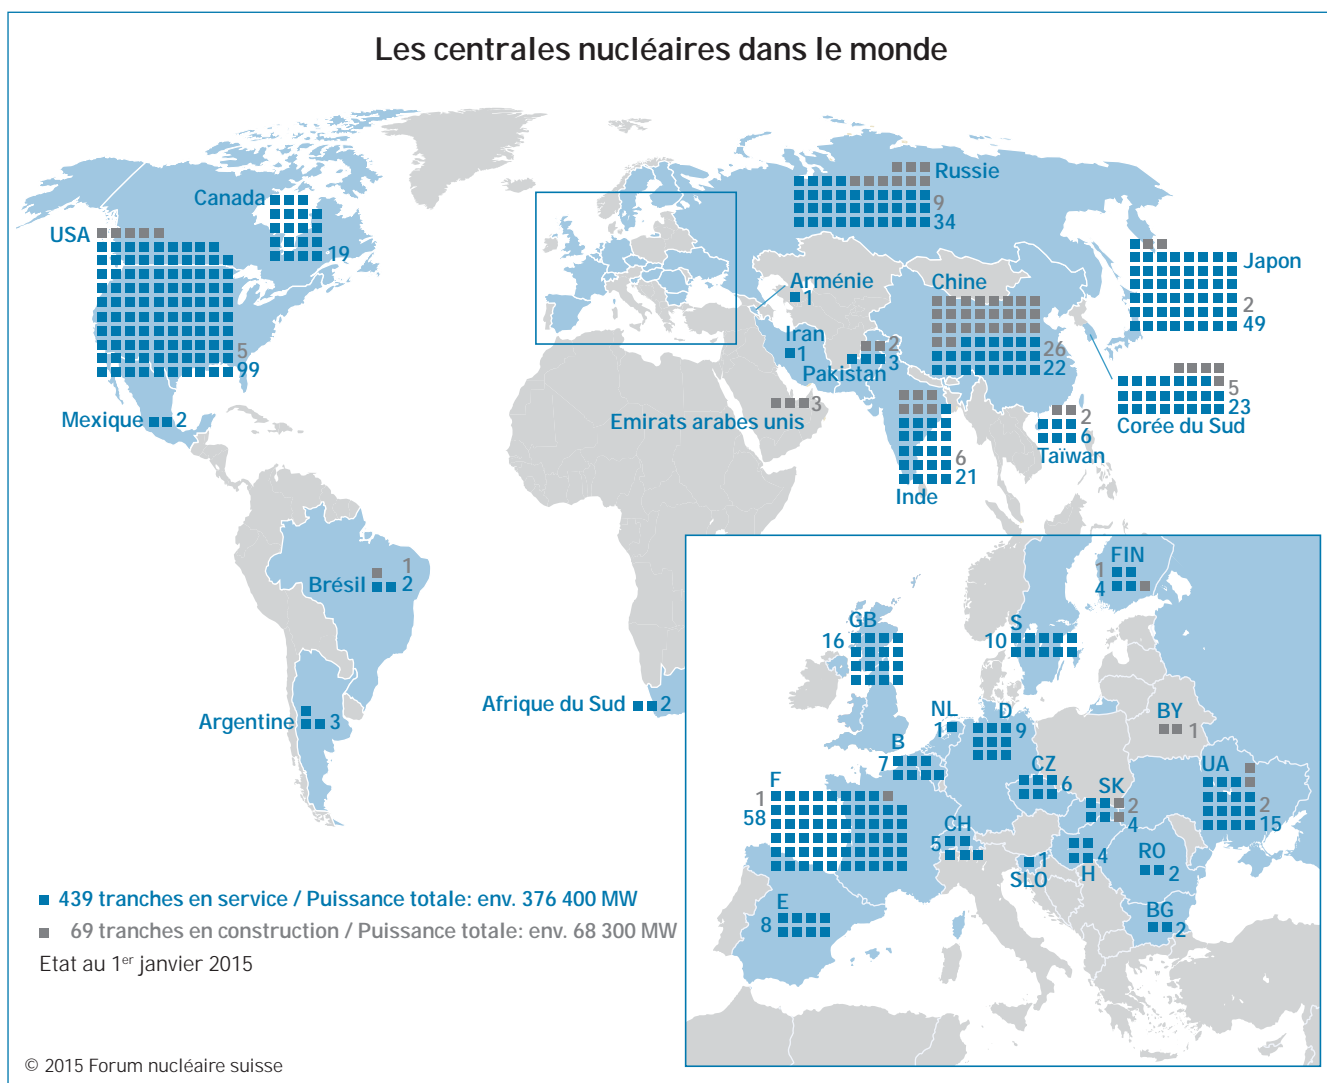 Les centrales nucléaires dans le monde
Canada
19
USA
5
99
Mexique
2
Brésil
1
2
Argentine
3
Afrique du Sud
2
Russie
9
34
Arménie
1
Iran
1
Pakistan
2
3
Emirats arabes unis
3
Chine
26
22
Inde
6
21
Japon
2
49
Corée du Sud
5
23
Taïwan
2
6
FIN
1
4
GB
16
S
10
NL
1
D
9
BY
1
B
7
CZ
6
SK
2
4
UA
2
15
F
1
58
CH
5
SLO
1
H
4
RO
2
BG
2
E
8
439 tranches en service / Puissance totale: env. 376 400 MW
69 tranches en construction / Puissance totale: env. 68 300 MW
Etat au 1er janvier 2015
© 2015 Forum nucléaire suisse